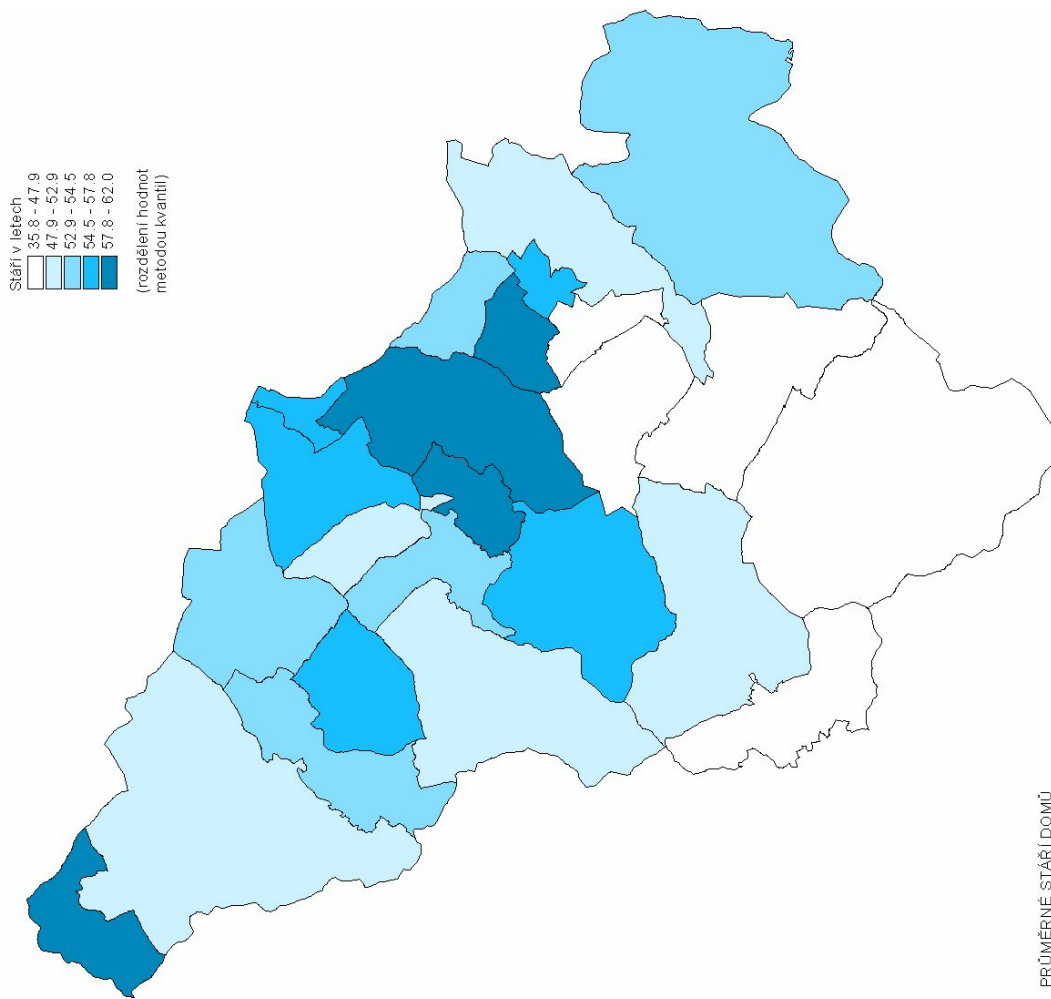 Stáří v letech
35.8 - 47.9
47.9 - 52.9
52.9 - 54.5
54.5 - 57.8
57.8 - 62.0
(rozdělení hodnot
metodou kvantil)
PRŮMĚRNÉ STÁŘÍ DOMŮ